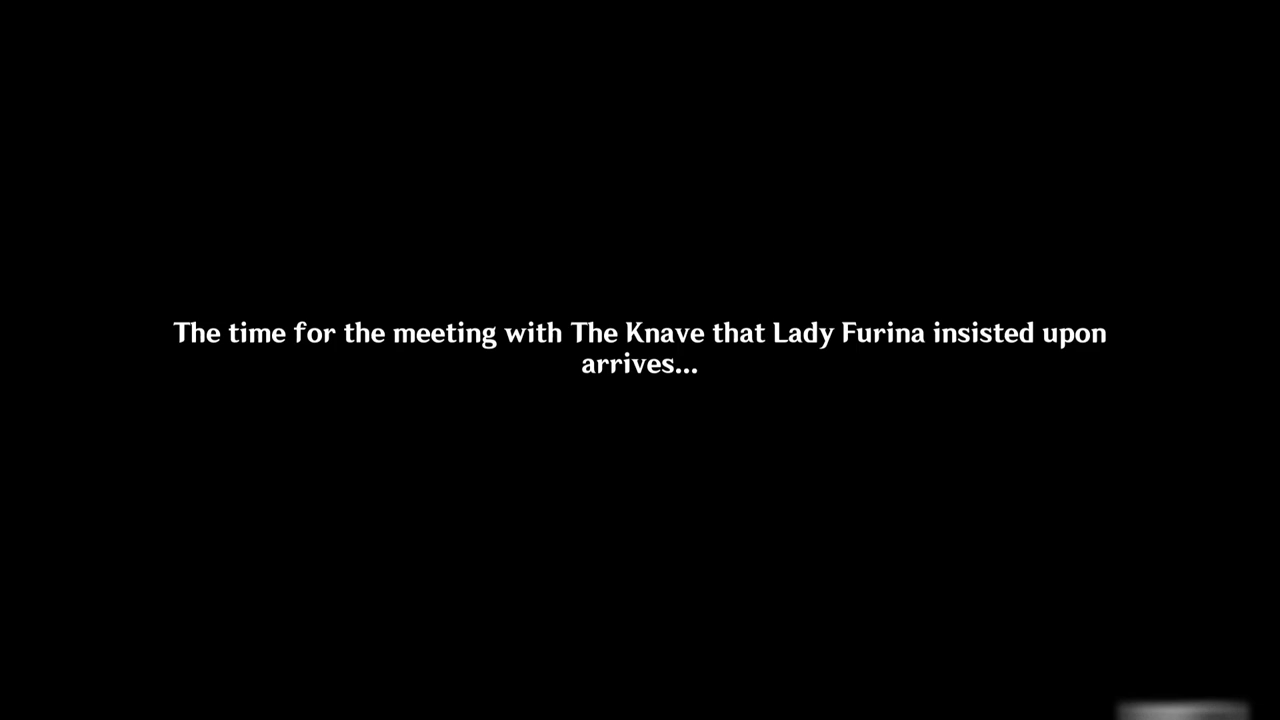 The time for the meeting with The Knave that Lady Furina insisted upon
arrives...